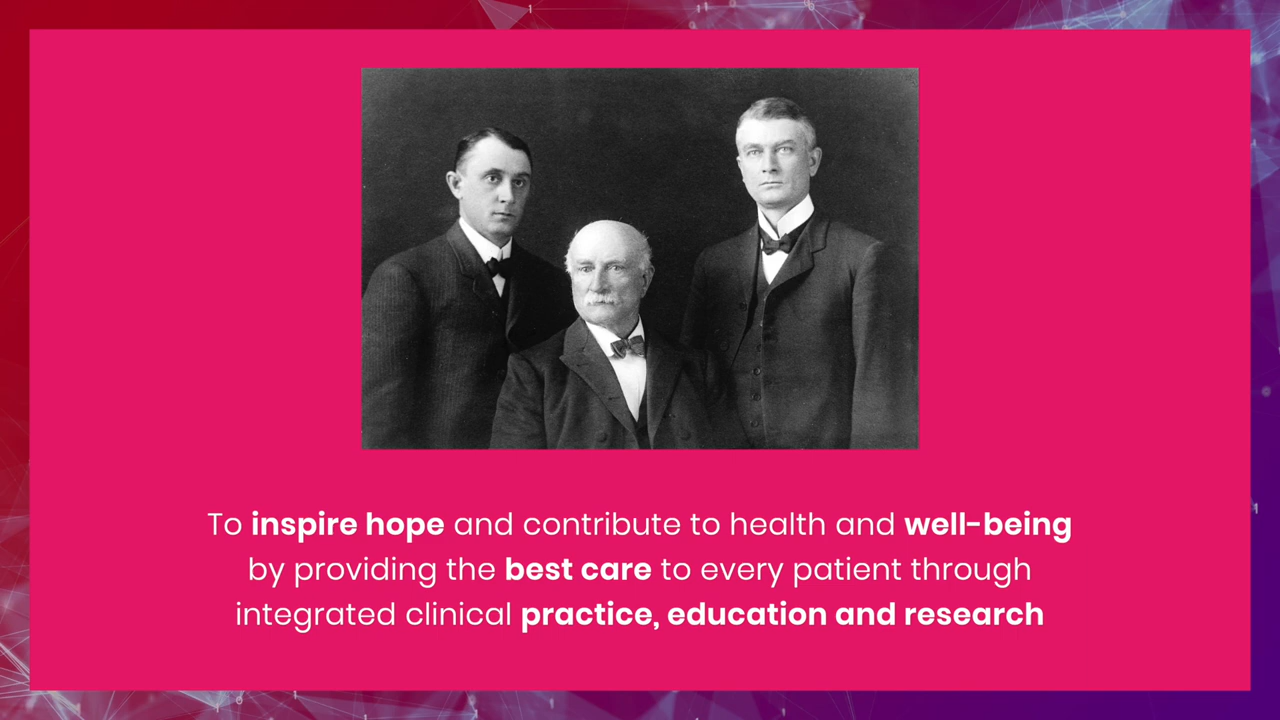 To inspire hope and contribute to health and well-being
by providing the best care to every patient through
integrated clinical practice, education and research